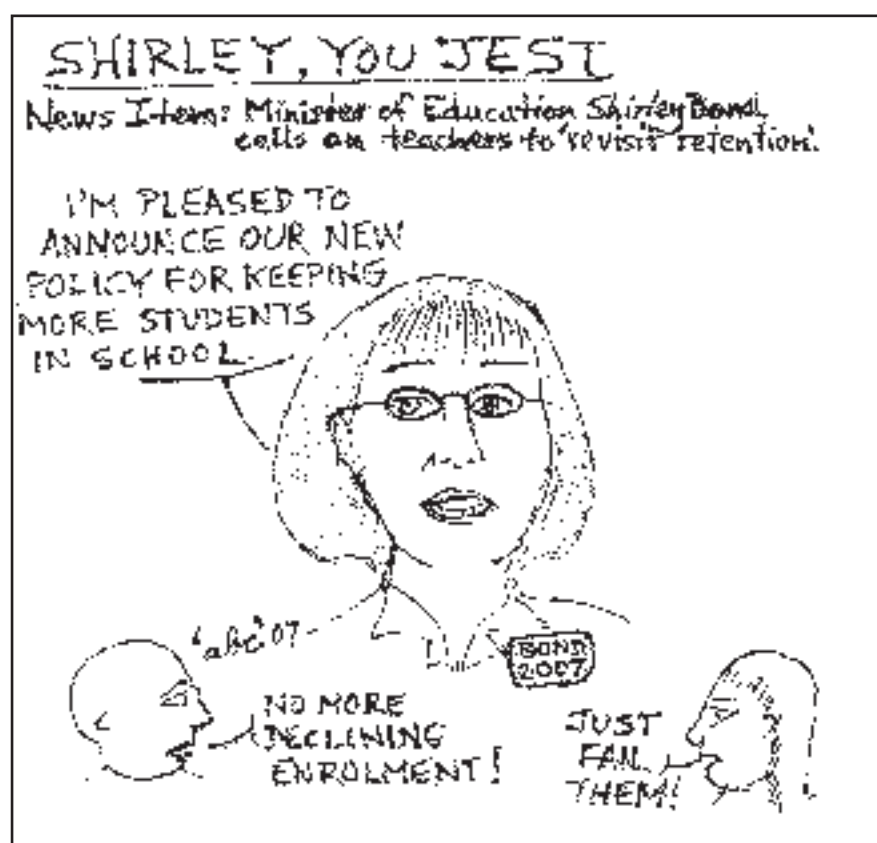 SHIRLEY, YOU JEST
News Item: Minister of Education Shirley Bond
calls on teachers to 'revisit retention'.
I'M PLEASED TO
ANNOUNCE OUR NEW
POLICY FOR KEEPING
MORE STUDENTS
IN SCHOOL.
'abc' 07
BOND
2007
NO MORE
DECLINING
ENROLMENT!
JUST
FAIL
THEM!